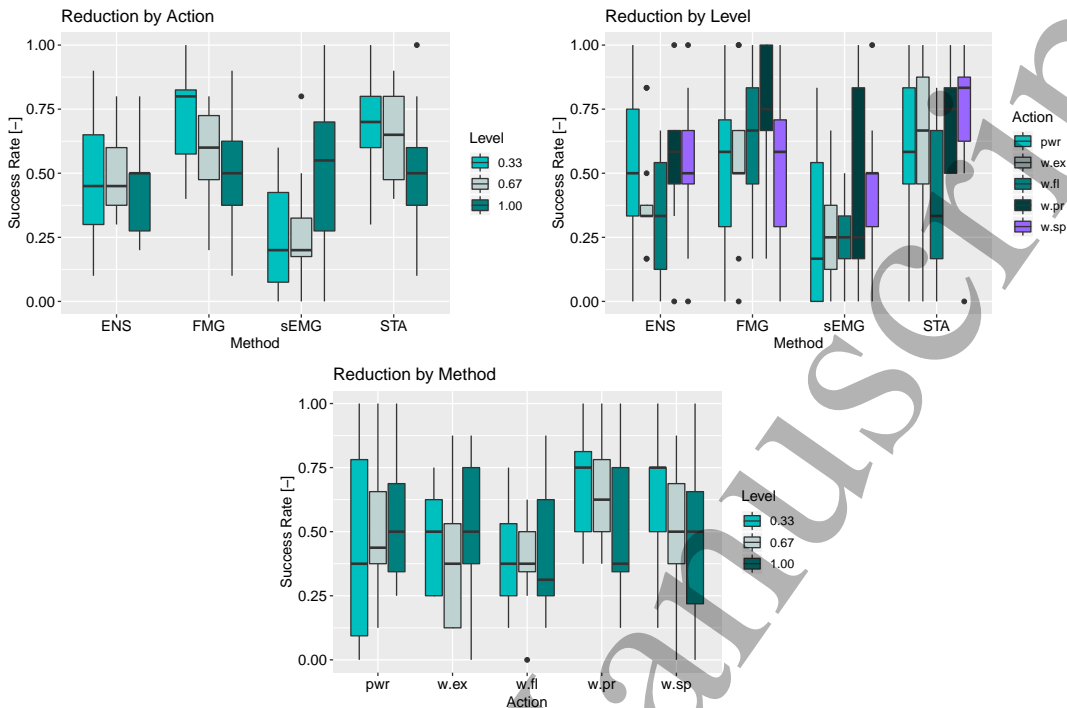 Reduction by Action
1.00
0.75
0.50
0.25
0.00
Success Rate [−]
ENS FMG sEMG STA
Method
Level
0.33
0.67
1.00
Reduction by Level
1.00
0.75
0.50
0.25
0.00
Success Rate [−]
ENS FMG sEMG STA
Method
Action
pwr
w.ex
w.fl
w.pr
w.sp
Reduction by Method
1.00
0.75
0.50
0.25
0.00
Success Rate [−]
pwr w.ex w.fl w.pr w.sp
Action
Level
0.33
0.67
1.00
anuscri